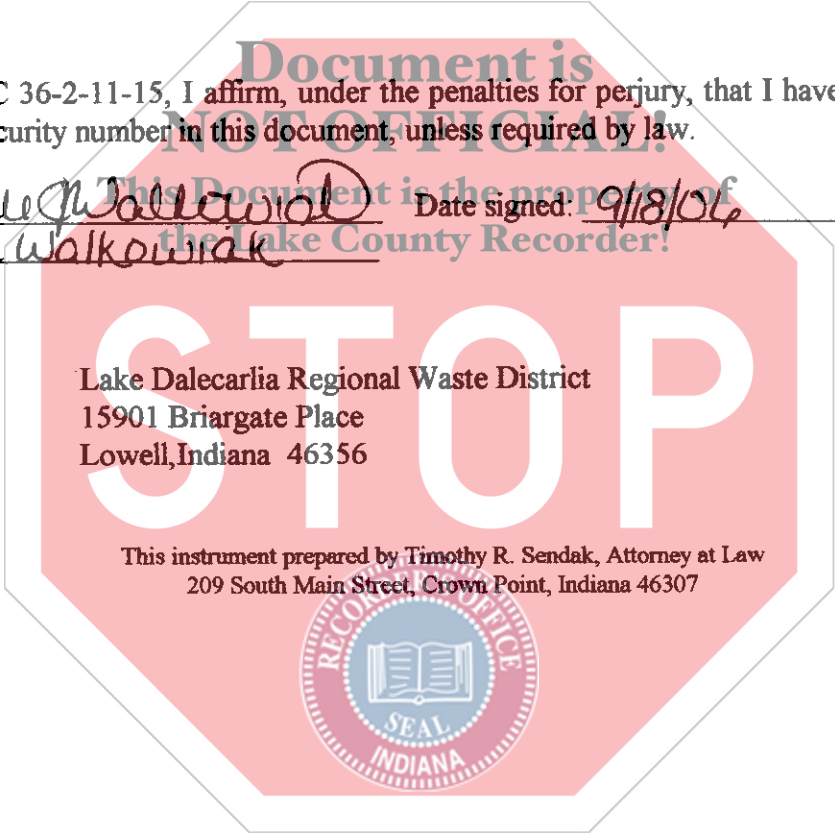 Document is
C 36-2-11-15, I affirm, under the penalties for perjury, that I have
NOT OFFICIAL!
curity number in this document, unless required by law.
This Document is the property of
Walkowiak Date signed: 9/18/06
the Lake County Recorder!
Walkowiak
STOP
Lake Dalecarlia Regional Waste District
15901 Briargate Place
Lowell,Indiana 46356
This instrument prepared by Timothy R. Sendak, Attorney at Law
209 South Main Street, Crown Point, Indiana 46307
RECORDER'S OFFICE
SEAL
INDIANA